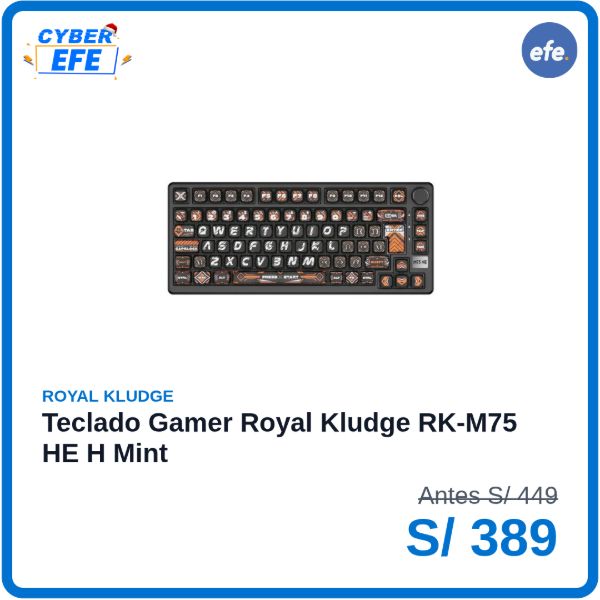 CYBER
EFE
efe.
Q W E R T Y U I O P
A S F G H J K L
Z X C V B N M
ROYAL KLUDGE
Teclado Gamer Royal Kludge RK-M75
HE H Mint
Antes S/ 449
S/ 389